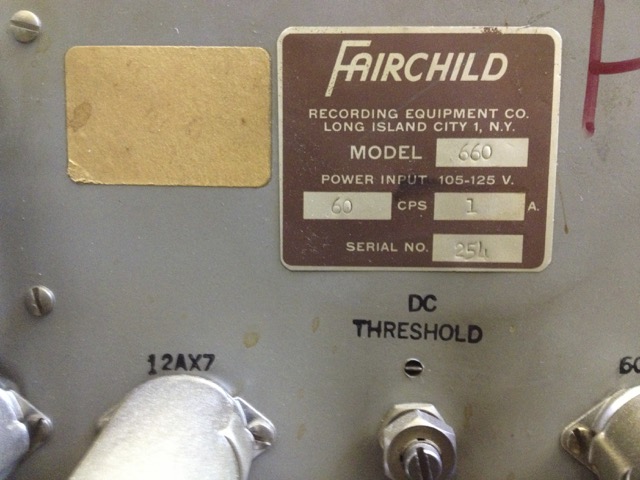 FAIRCHILD
RECORDING EQUIPMENT CO.
LONG ISLAND CITY 1, N.Y.
MODEL 660
POWER INPUT 105-125 V.
60 CPS 1 A.
SERIAL NO. 254
DC
THRESHOLD
12AX7